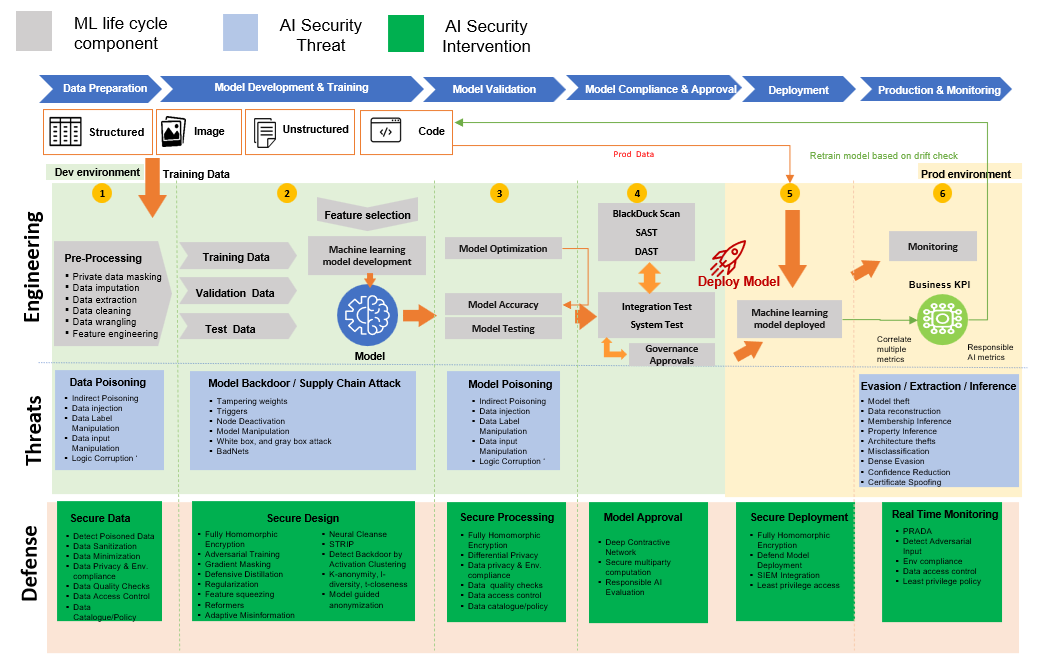 ML life cycle
component
AI Security
Threat
AI Security
Intervention
Data Preparation
Model Development & Training
Model Validation
Model Compliance & Approval
Deployment
Production & Monitoring
Structured
Image
Unstructured
Code
Prod Data
Retrain model based on drift check
Dev environment
Training Data
Prod environment
1
2
3
4
5
6
Engineering
Pre-Processing
▪ Private data masking
▪ Data imputation
▪ Data extraction
▪ Data cleaning
▪ Data wrangling
▪ Feature engineering
Training Data
Validation Data
Test Data
Feature selection
Machine learning
model development
Model
Model Optimization
Model Accuracy
Model Testing
BlackDuck Scan
SAST
DAST
Integration Test
System Test
Governance
Approvals
Deploy Model
Machine learning
model deployed
Monitoring
Business KPI
Correlate
multiple
metrics
Responsible
AI metrics
Threats
Data Poisoning
▪ Indirect Poisoning
▪ Data injection
▪ Data Label
Manipulation
▪ Data input
Manipulation
▪ Logic Corruption '
Model Backdoor / Supply Chain Attack
▪ Tampering weights
▪ Triggers
▪ Node Deactivation
▪ Model Manipulation
▪ White box, and gray box attack
▪ BadNets
Model Poisoning
▪ Indirect Poisoning
▪ Data injection
▪ Data Label
Manipulation
▪ Data input
Manipulation
▪ Logic Corruption '
Evasion / Extraction / Inference
▪ Model theft
▪ Data reconstruction
▪ Membership Inference
▪ Property Inference
▪ Architecture thefts
▪ Misclassification
▪ Dense Evasion
▪ Confidence Reduction
▪ Certificate Spoofing
Defense
Secure Data
▪ Detect Poisoned Data
▪ Data Sanitization
▪ Data Minimization
▪ Data Privacy & Env.
compliance
▪ Data Quality Checks
▪ Data Access Control
▪ Data
Catalogue/Policy
Secure Design
▪ Fully Homomorphic
Encryption
▪ Adversarial Training
▪ Gradient Masking
▪ Defensive Distillation
▪ Regularization
▪ Feature squeezing
▪ Reformers
▪ Adaptive Misinformation
▪ Neural Cleanse
▪ STRIP
▪ Detect Backdoor by
Activation Clustering
▪ K-anonymity, l-
diversity, t-closeness
▪ Model guided
anonymization
Secure Processing
▪ Fully Homomorphic
Encryption
▪ Differential Privacy
▪ Data privacy & Env.
compliance
▪ Data quality checks
▪ Data access control
▪ Data catalogue/policy
Model Approval
▪ Deep Contractive
Network
▪ Secure multiparty
computation
▪ Responsible AI
Evaluation
Secure Deployment
▪ Fully Homomorphic
Encryption
▪ Defend Model
Deployment
▪ SIEM Integration
▪ Least privilege access
Real Time Monitoring
▪ PRADA
▪ Detect Adversarial
Input
▪ Env compliance
▪ Data access control
▪ Least privilege policy